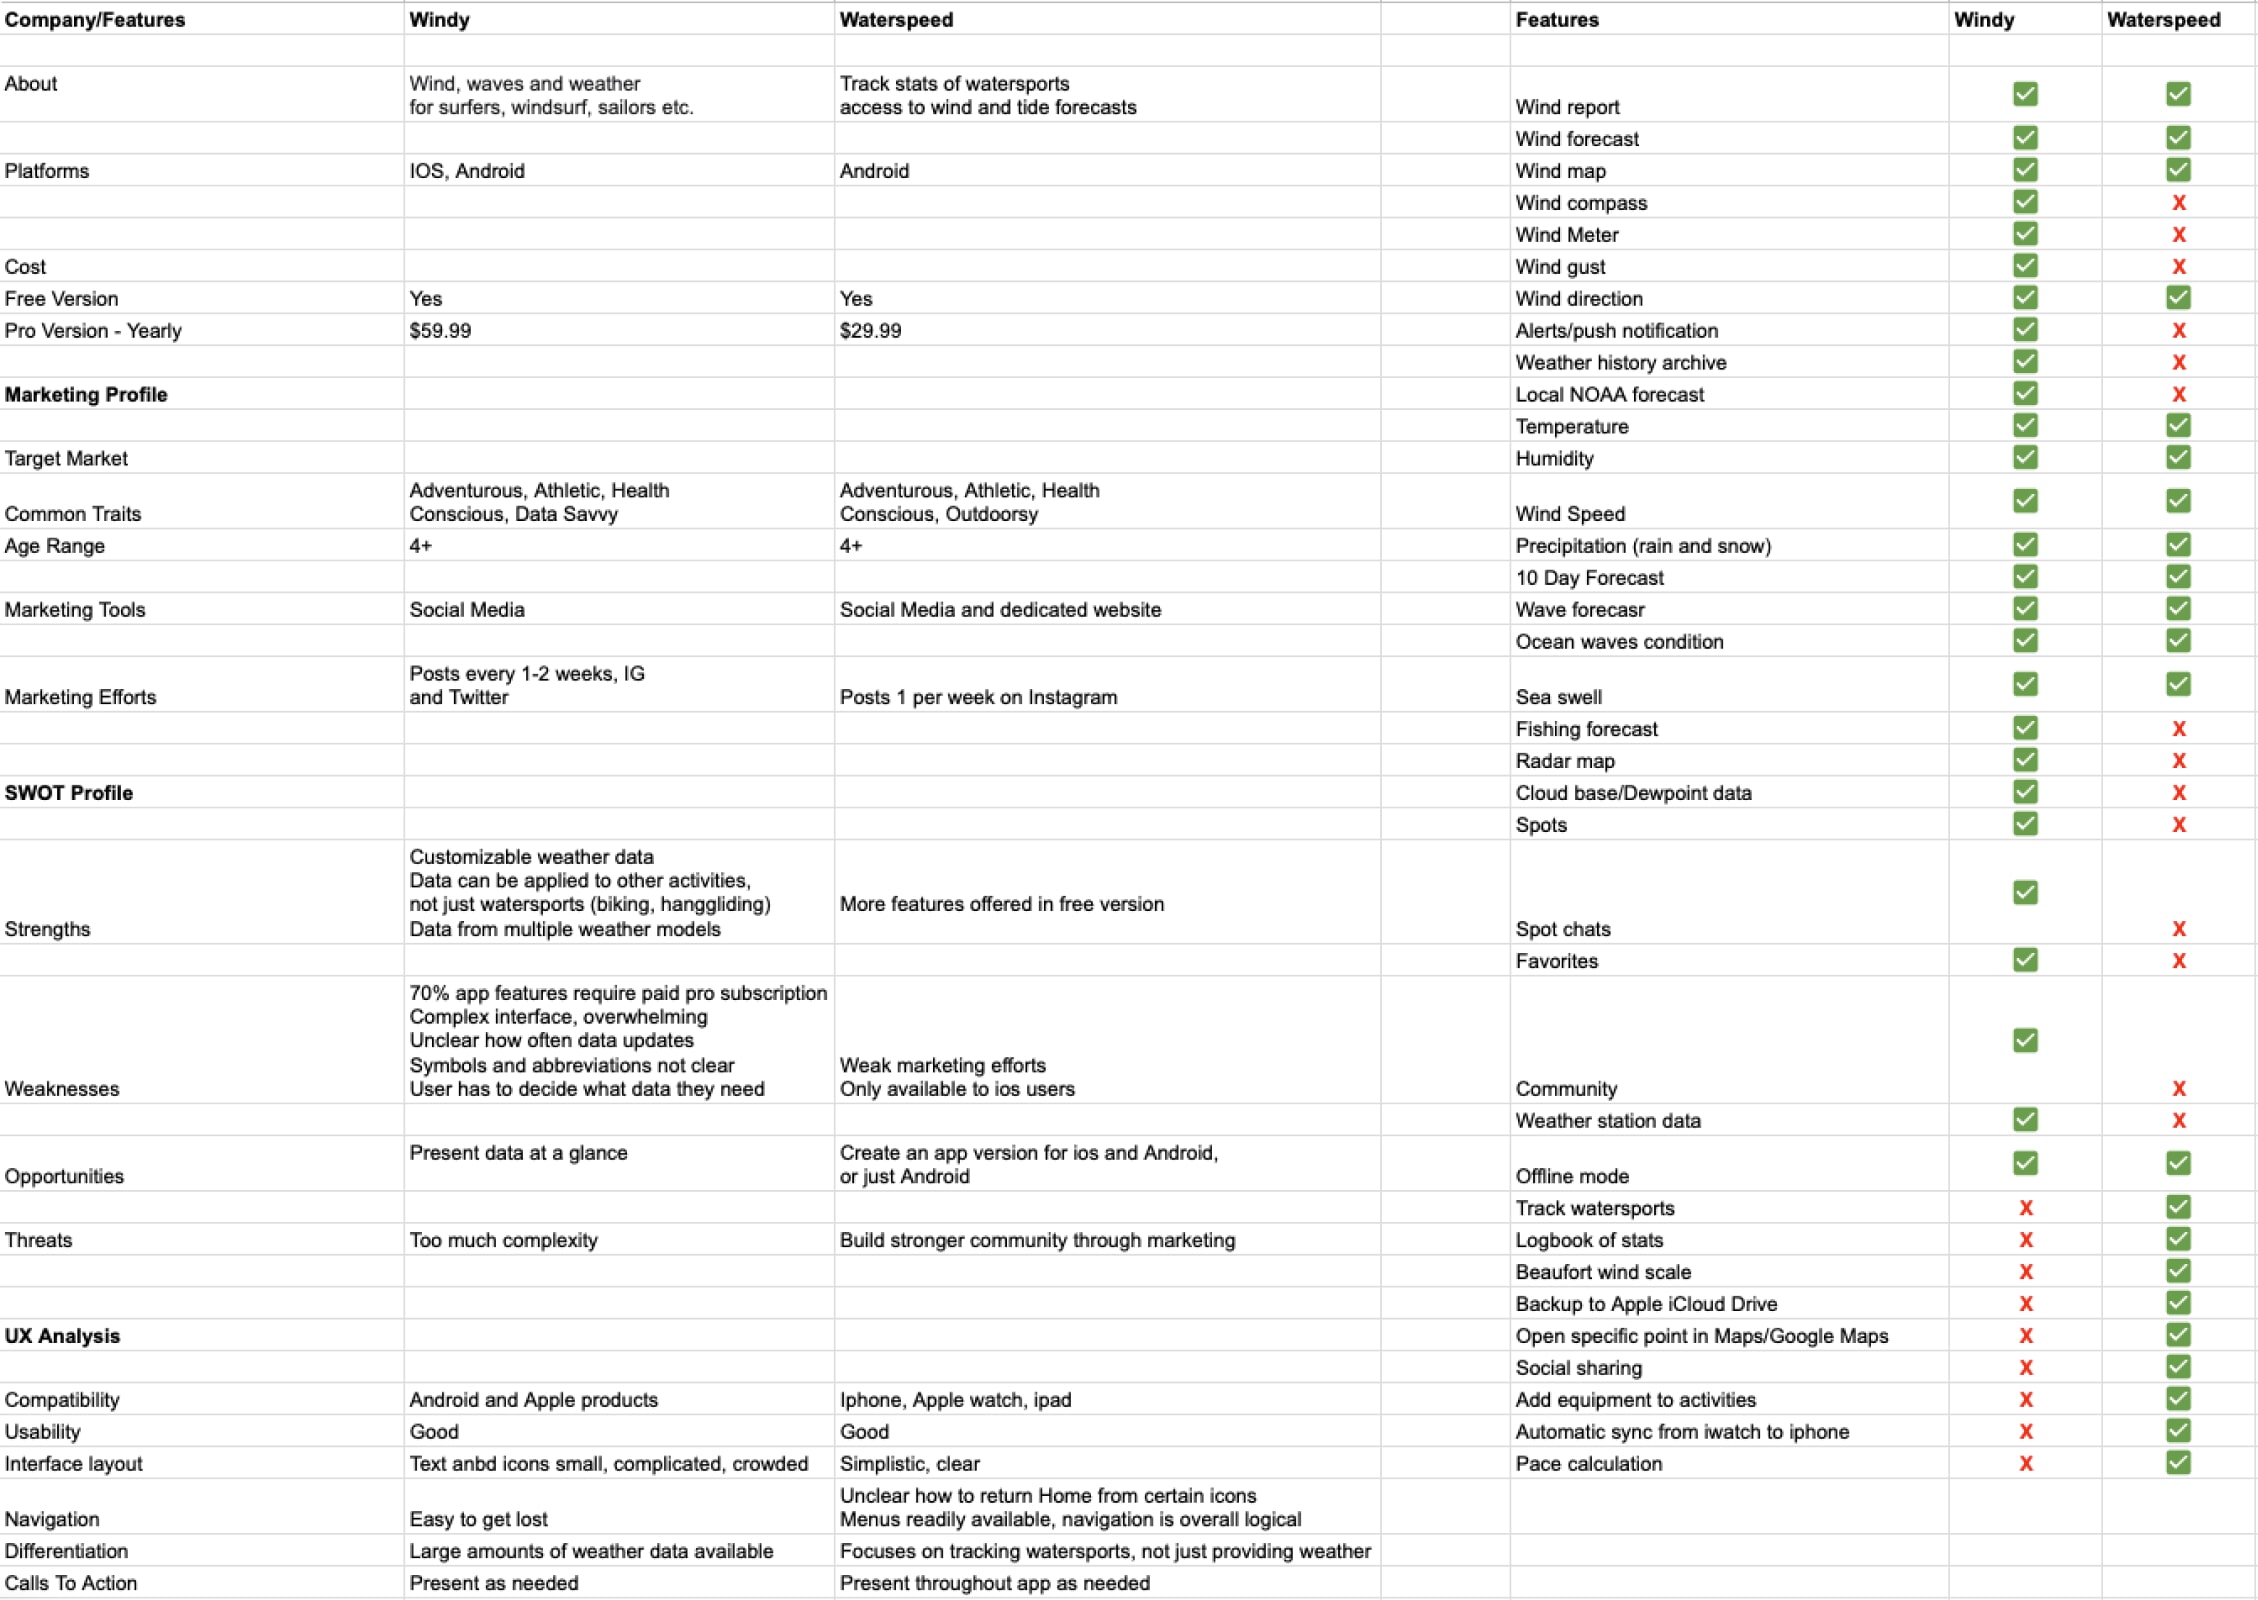 Company/Features Windy Waterspeed Features Windy Waterspeed
About Wind, waves and weather Track stats of watersports
for surfers, windsurf, sailors etc. access to wind and tide forecasts Wind report ✅ ✅
Wind forecast ✅ ✅
Platforms IOS, Android Android Wind map ✅ ✅
Wind compass ✅ X
Wind Meter ✅ X
Cost Wind gust ✅ X
Free Version Yes Yes Wind direction ✅ ✅
Pro Version - Yearly $59.99 $29.99 Alerts/push notification ✅ X
Weather history archive ✅ X
Marketing Profile Local NOAA forecast ✅ X
Temperature ✅ ✅
Target Market Humidity ✅ ✅
Adventurous, Athletic, Health Adventurous, Athletic, Health
Common Traits Conscious, Data Savvy Conscious, Outdoorsy Wind Speed ✅ ✅
Age Range 4+ 4+ Precipitation (rain and snow) ✅ ✅
10 Day Forecast ✅ ✅
Marketing Tools Social Media Social Media and dedicated website Wave forecasr ✅ ✅
Ocean waves condition ✅ ✅
Posts every 1-2 weeks, IG
Marketing Efforts and Twitter Posts 1 per week on Instagram Sea swell ✅ ✅
Fishing forecast ✅ X
Radar map ✅ X
SWOT Profile Cloud base/Dewpoint data ✅ X
Spots ✅ X
Customizable weather data
Data can be applied to other activities,
not just watersports (biking, hanggliding) More features offered in free version
Strengths Data from multiple weather models Spot chats ✅ X
Favorites ✅ X
70% app features require paid pro subscription
Complex interface, overwhelming
Unclear how often data updates
Symbols and abbreviations not clear Weak marketing efforts
Weaknesses User has to decide what data they need Only available to ios users Community ✅ X
Weather station data ✅ X
Present data at a glance Create an app version for ios and Android,
Opportunities or just Android Offline mode ✅ ✅
Track watersports X ✅
Threats Too much complexity Build stronger community through marketing Logbook of stats X ✅
Beaufort wind scale X ✅
Backup to Apple iCloud Drive X ✅
UX Analysis Open specific point in Maps/Google Maps X ✅
Social sharing X ✅
Compatibility Android and Apple products Iphone, Apple watch, ipad Add equipment to activities X ✅
Usability Good Good Automatic sync from iwatch to iphone X ✅
Interface layout Text anbd icons small, complicated, crowded Simplistic, clear Pace calculation X ✅
Unclear how to return Home from certain icons
Navigation Easy to get lost Menus readily available, navigation is overall logical
Differentiation Large amounts of weather data available Focuses on tracking watersports, not just providing weather
Calls To Action Present as needed Present throughout app as needed